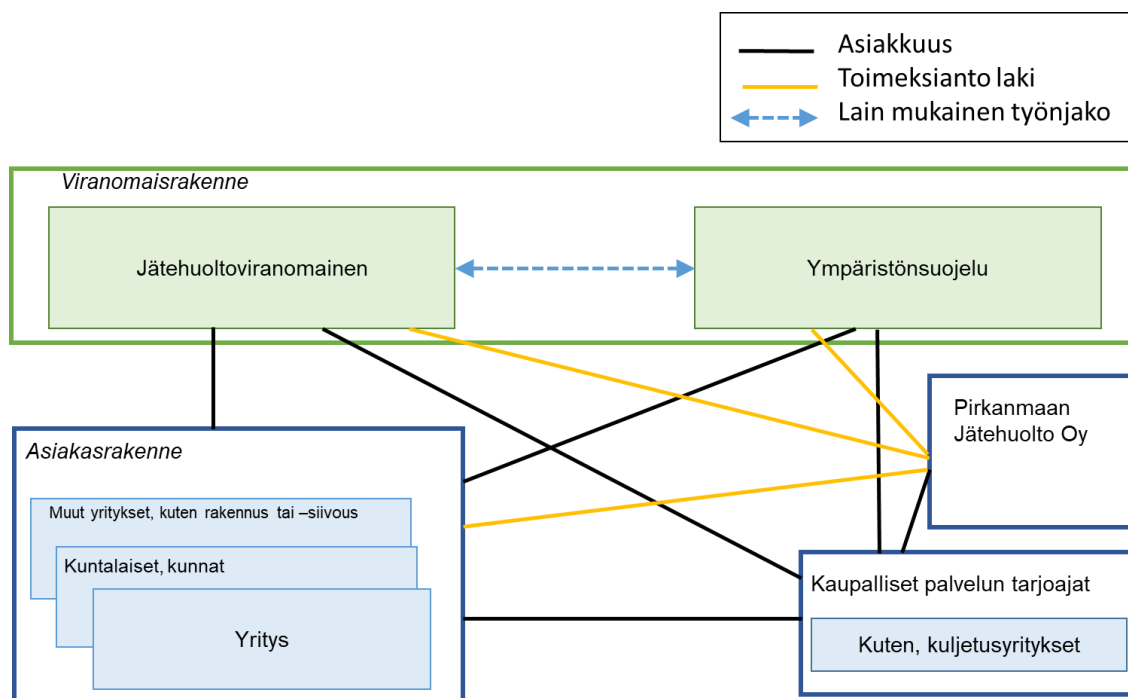 Asiakkuus
Toimeksianto laki
Lain mukainen työnjako
Viranomaisrakenne
Jätehuoltoviranomainen
Ympäristönsuojelu
Pirkanmaan
Jätehuolto Oy
Asiakasrakenne
Muut yritykset, kuten rakennus tai –siivous
Kuntalaiset, kunnat
Yritys
Kaupalliset palvelun tarjoajat
Kuten, kuljetusyritykset